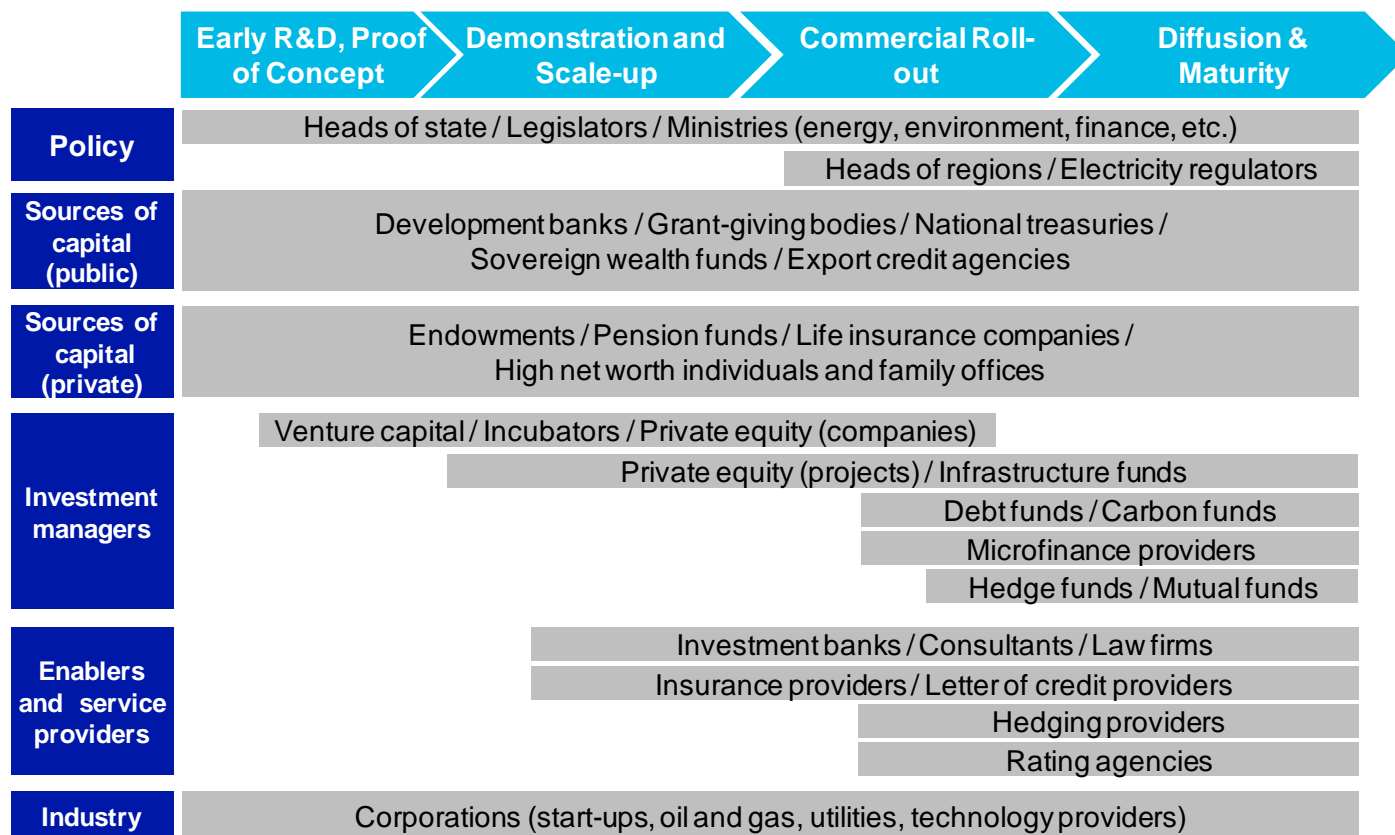 Early R&D, Proof
of Concept
Demonstration and
Scale-up
Commercial Roll-
out
Diffusion &
Maturity
Policy
Heads of state / Legislators / Ministries (energy, environment, finance, etc.)
Heads of regions / Electricity regulators
Sources of
capital
(public)
Development banks / Grant-giving bodies / National treasuries /
Sovereign wealth funds / Export credit agencies
Sources of
capital
(private)
Endowments / Pension funds / Life insurance companies /
High net worth individuals and family offices
Investment
managers
Venture capital / Incubators / Private equity (companies)
Private equity (projects) / Infrastructure funds
Debt funds / Carbon funds
Microfinance providers
Hedge funds / Mutual funds
Enablers
and service
providers
Investment banks / Consultants / Law firms
Insurance providers / Letter of credit providers
Hedging providers
Rating agencies
Industry
Corporations (start-ups, oil and gas, utilities, technology providers)